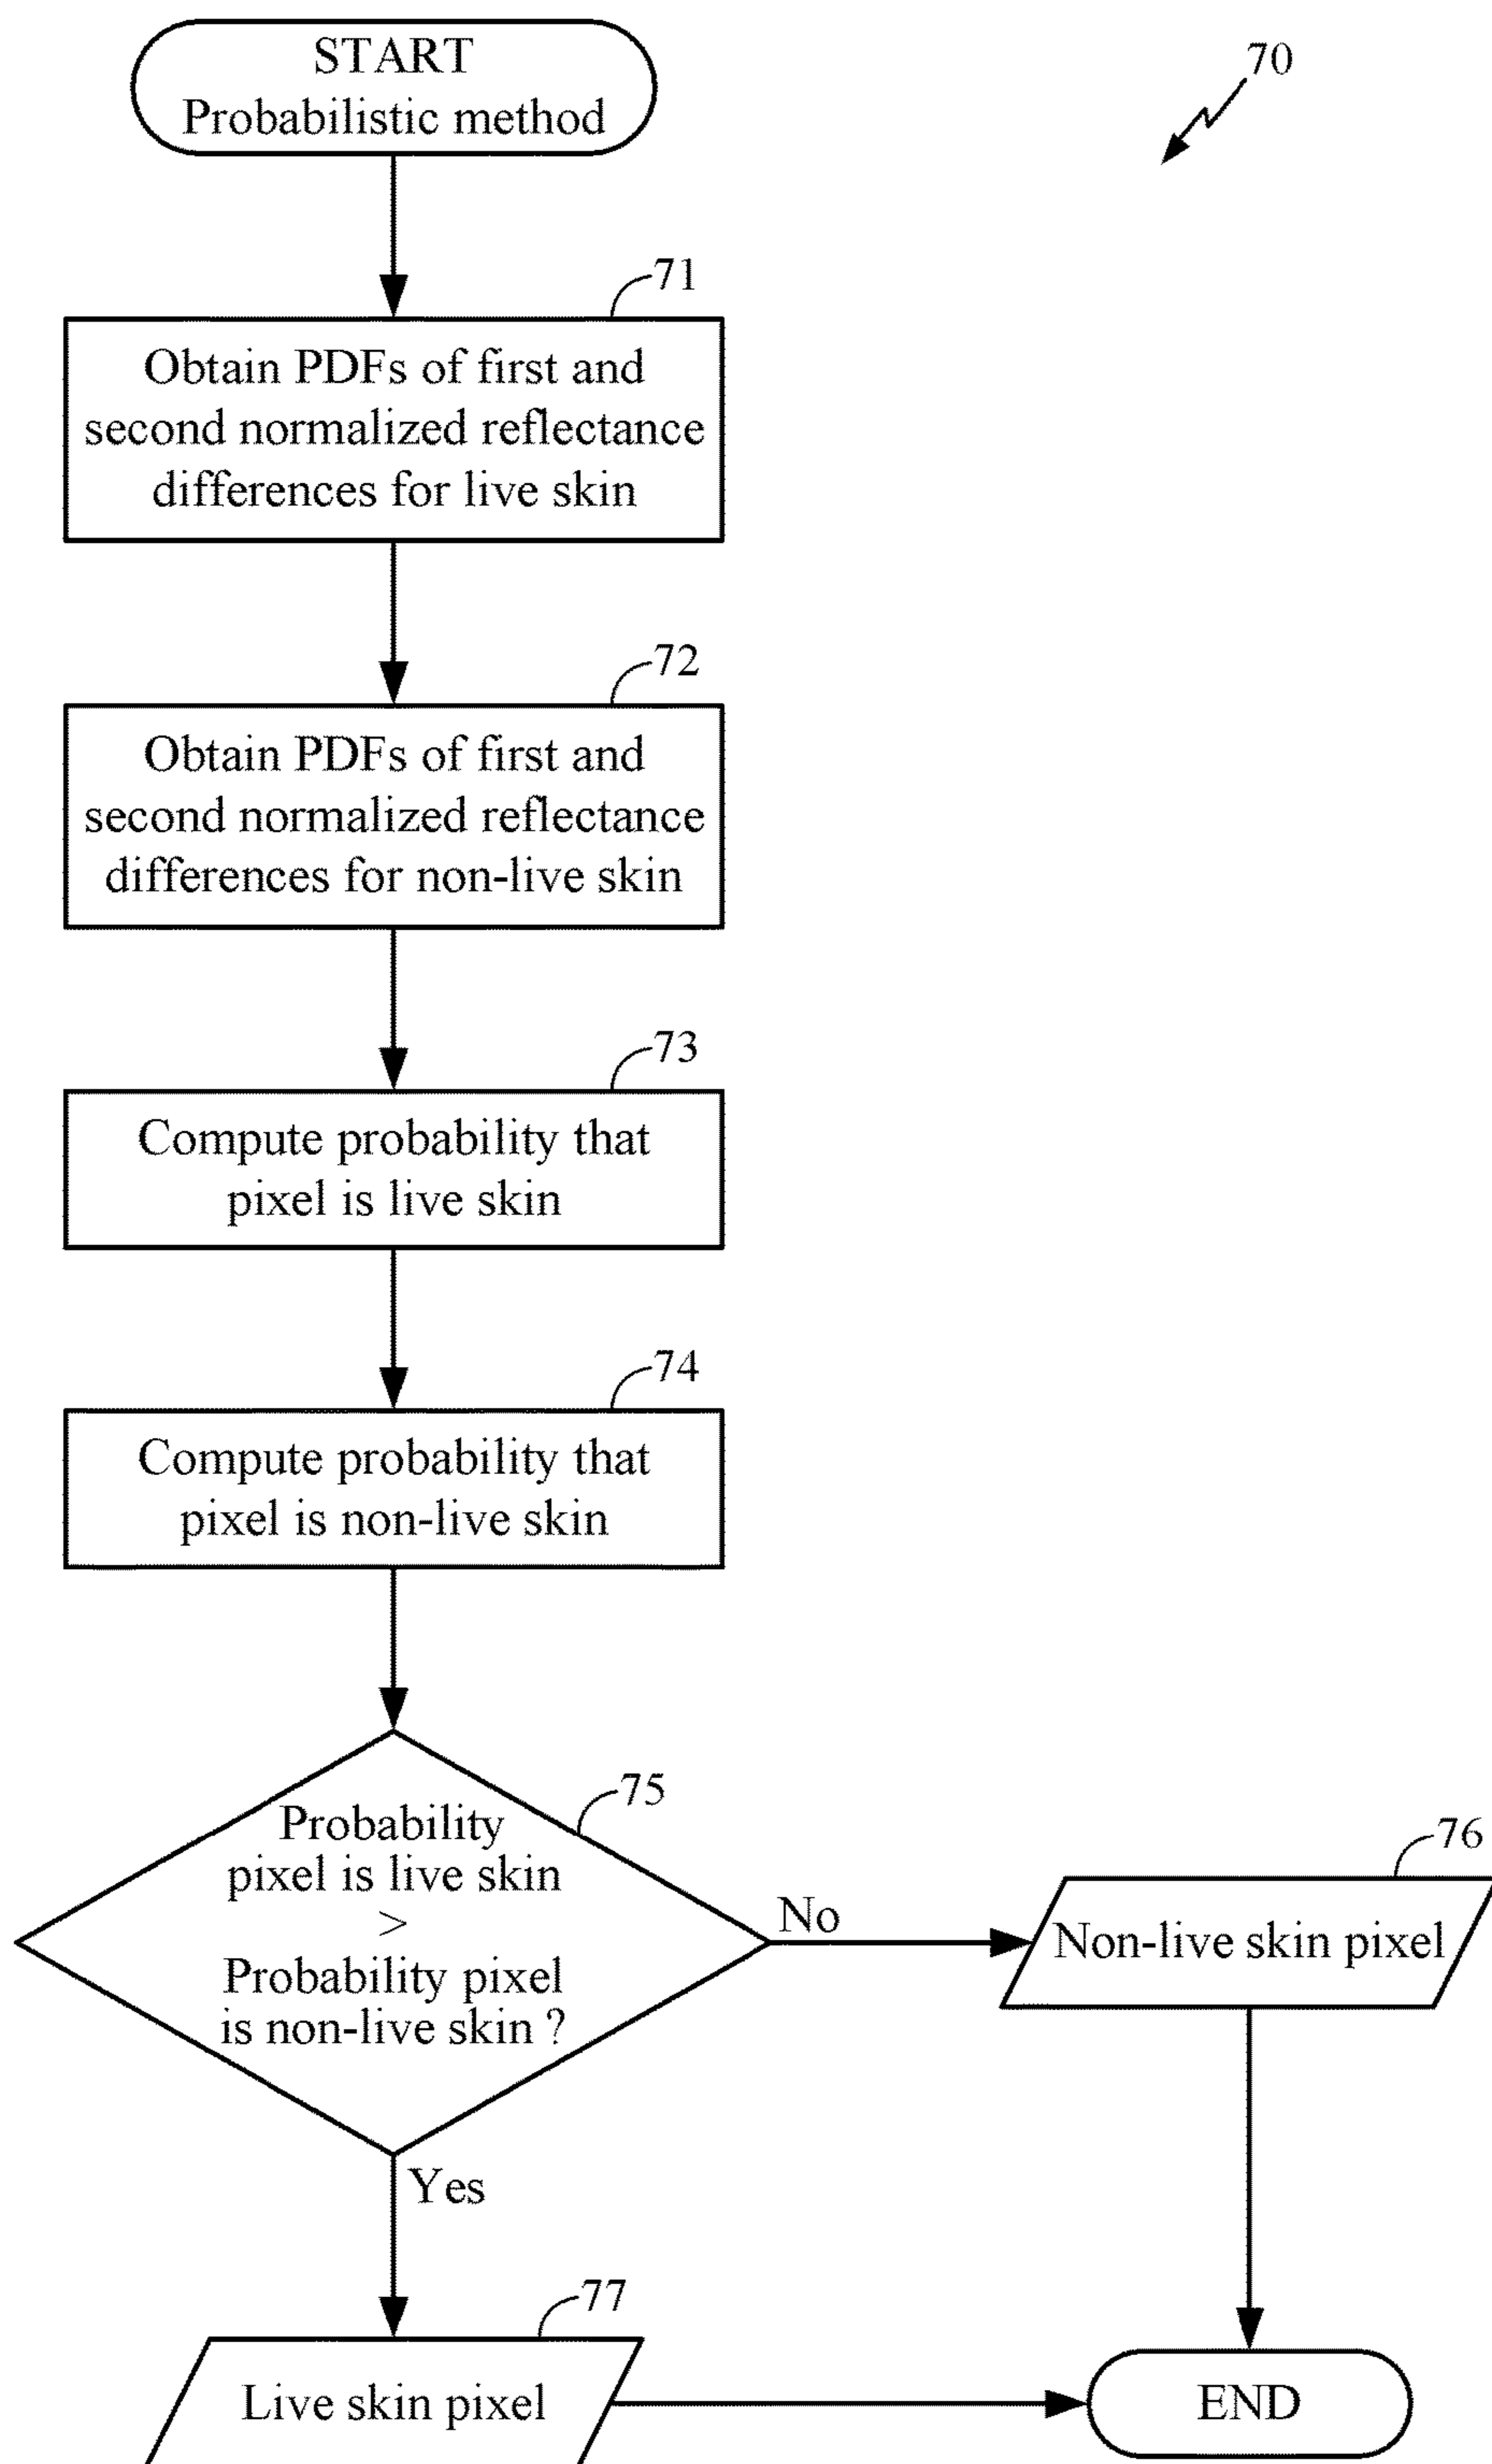 START
Probabilistic method
70
71
Obtain PDFs of first and
second normalized reflectance
differences for live skin
72
Obtain PDFs of first and
second normalized reflectance
differences for non-live skin
73
Compute probability that
pixel is live skin
74
Compute probability that
pixel is non-live skin
75
Probability
pixel is live skin
>
Probability pixel
is non-live skin ?
No
76
Non-live skin pixel
Yes
77
Live skin pixel
END